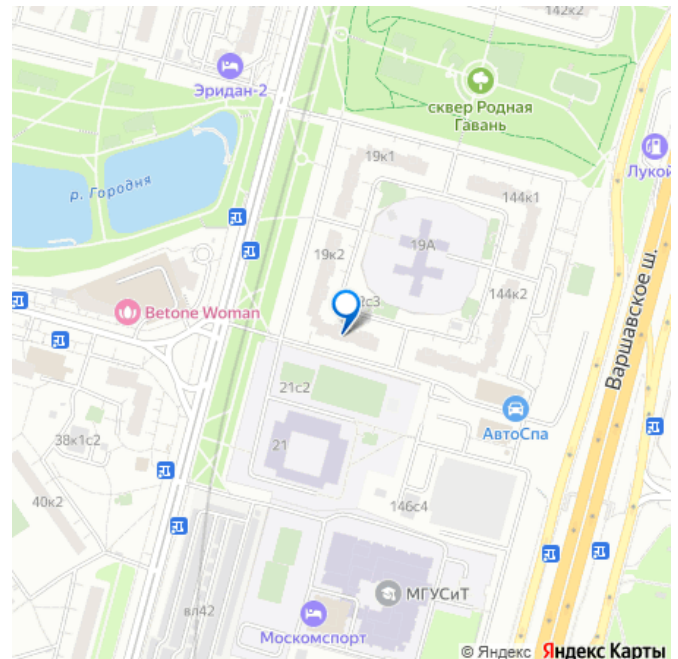 142к2
Эридан-2
сквер Родная
Гавань
Лукой
19к1
р. Городня
144к1
19А
19к2
Варшавское ш.
144к2
2с3
Betone Woman
21с2
АвтоСпа
38к1с2
21
40к2
146с4
МГУСиТ
вл42
Москомспорт
© Яндекс Яндекс Карты